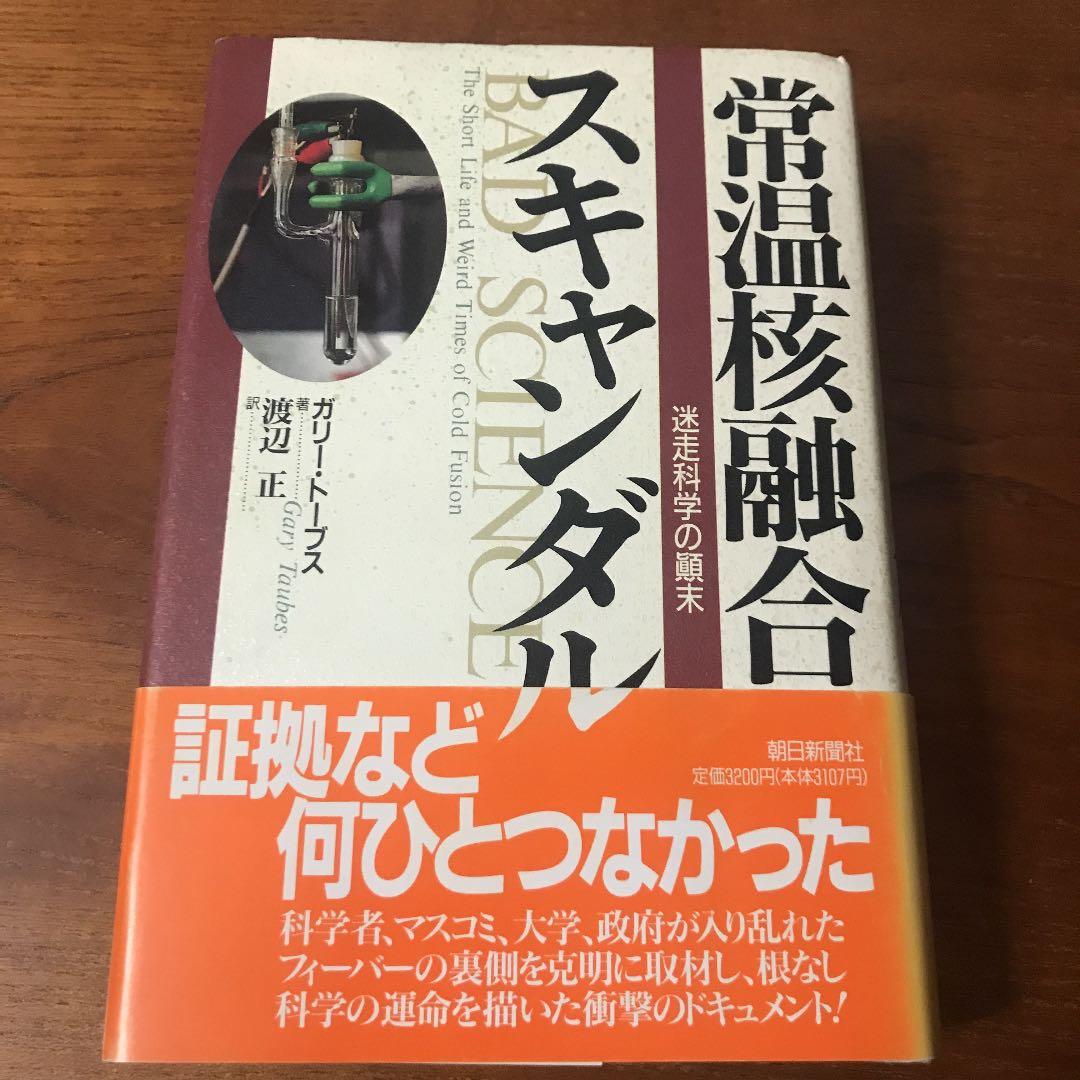 常温核融合
スキャンダル
迷走科学の顚末
BAD SCIENCE
The Short Life and Weird Times of Cold Fusion
ガリー・トーブス
著
Gary Taubes
渡辺 正
訳
証拠など
何ひとつなかった
朝日新聞社
定価3200円(本体3107円)
科学者、マスコミ、大学、政府が入り乱れた
フィーバーの裏側を克明に取材し、根なし
科学の運命を描いた衝撃のドキュメント!